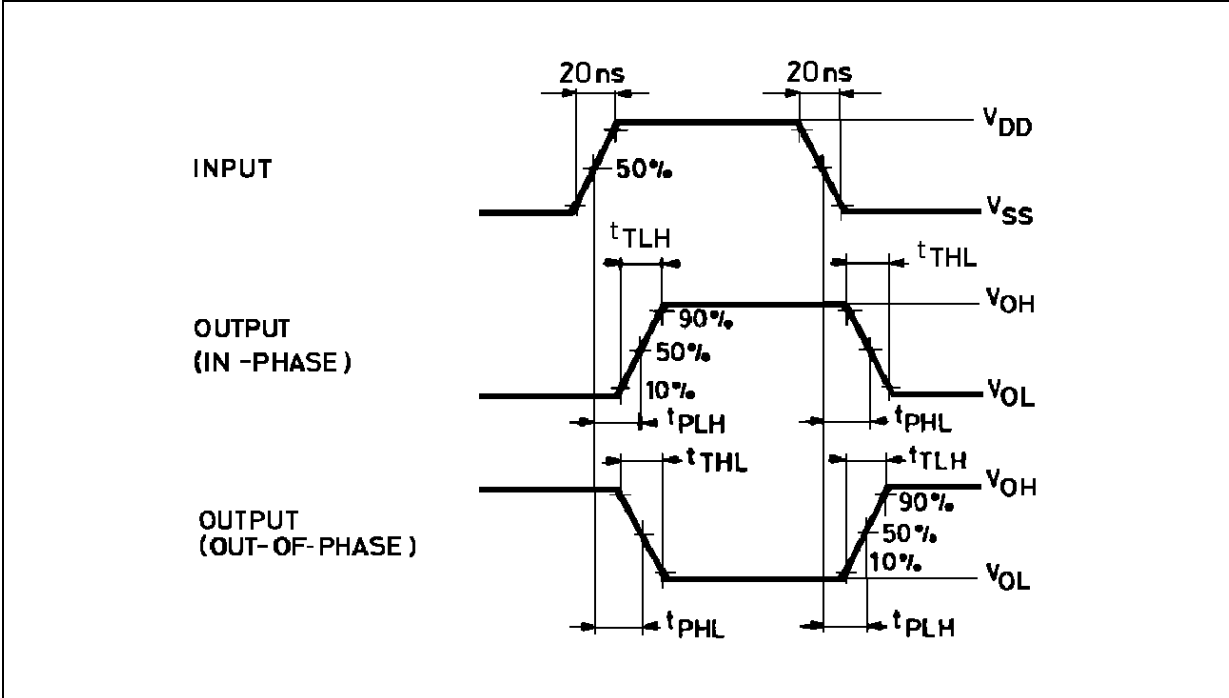 20ns
20ns
VDD
INPUT
50%
VSS
tTLH
tTHL
VOH
90%
OUTPUT
(IN-PHASE)
50%
10%
VOL
tPLH
tPHL
tTHL
tTLH
VOH
90%
OUTPUT
(OUT-OF-PHASE)
50%
10%
VOL
tPHL
tPLH